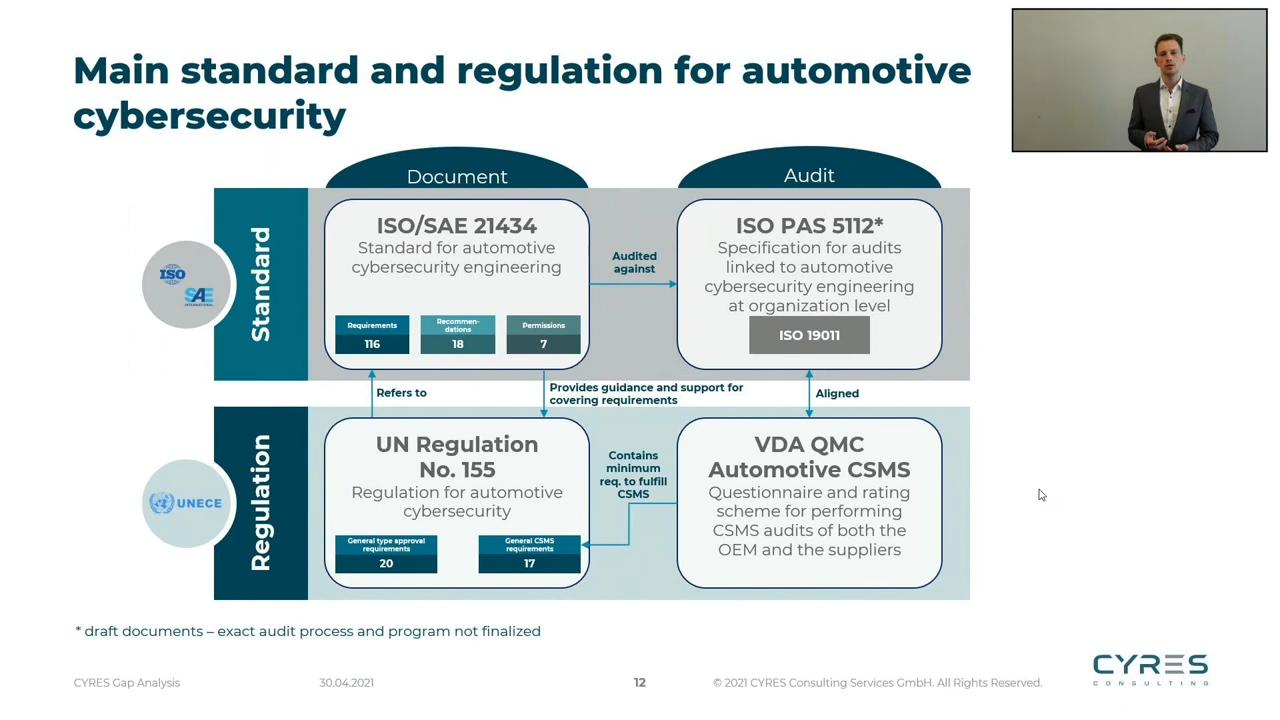 Main standard and regulation for automotive
cybersecurity
Document
Audit
Standard
ISO
SAE
INTERNATIONAL
ISO/SAE 21434
Standard for automotive
cybersecurity engineering
Requirements
116
Recommen-
dations
18
Permissions
7
Audited
against
ISO PAS 5112*
Specification for audits
linked to automotive
cybersecurity engineering
at organization level
ISO 19011
Refers to
Provides guidance and support for
covering requirements
Aligned
Regulation
UNECE
UN Regulation
No. 155
Regulation for automotive
cybersecurity
General type approval
requirements
20
General CSMS
requirements
17
Contains
minimum
req. to fulfill
CSMS
VDA QMC
Automotive CSMS
Questionnaire and rating
scheme for performing
CSMS audits of both the
OEM and the suppliers
* draft documents – exact audit process and program not finalized
CYRES Gap Analysis
30.04.2021
12
© 2021 CYRES Consulting Services GmbH. All Rights Reserved.
CYRES
CONSULTING